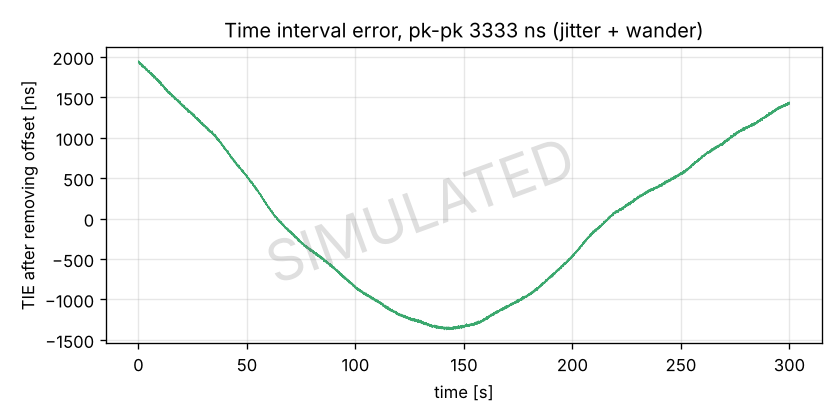 Time interval error, pk-pk 3333 ns (jitter + wander)
TIE after removing offset [ns]
2000
1500
1000
500
0
−500
−1000
−1500
SIMULATED
0 50 100 150 200 250 300
time [s]